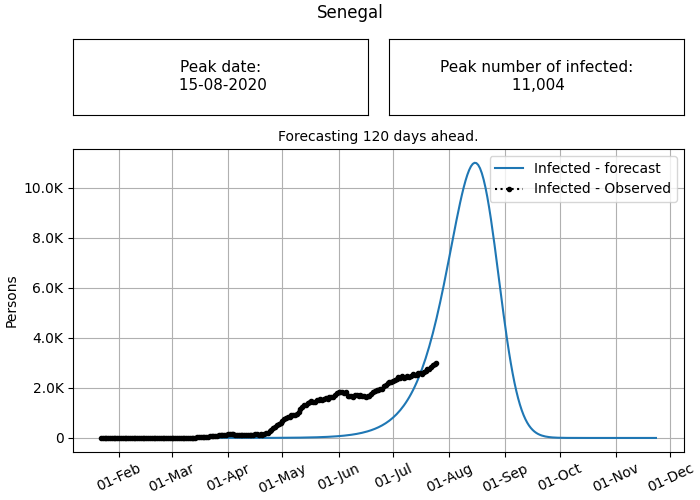 Senegal
Peak date:
15-08-2020
Peak number of infected:
11,004
Forecasting 120 days ahead.
Infected - forecast
Infected - Observed
Persons
10.0K
8.0K
6.0K
4.0K
2.0K
0
01-Feb
01-Mar
01-Apr
01-May
01-Jun
01-Jul
01-Aug
01-Sep
01-Oct
01-Nov
01-Dec